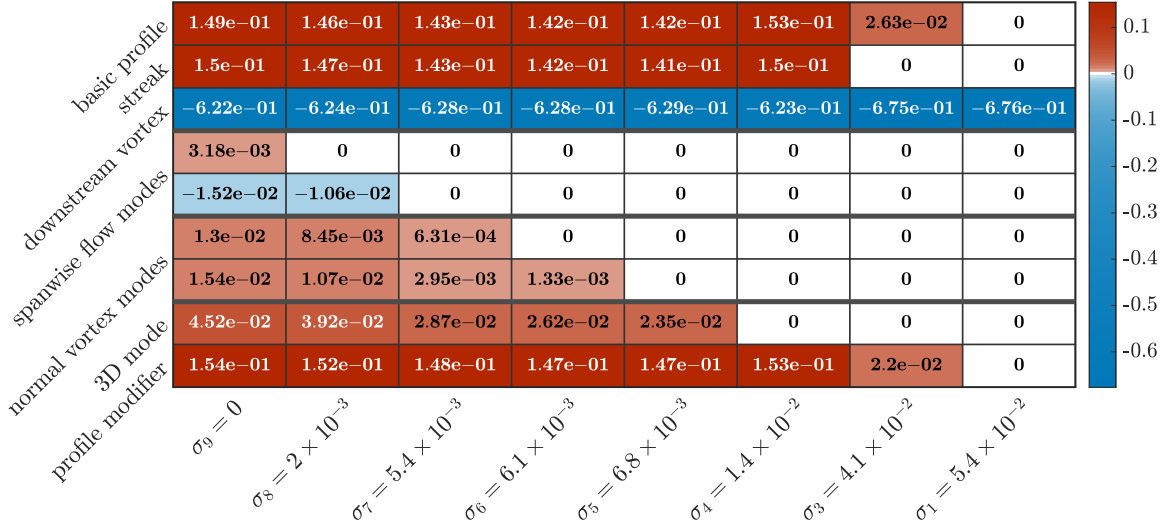 basic profile 1.49e−01 1.46e−01 1.43e−01 1.42e−01 1.42e−01 1.53e−01 2.63e−02 0
streak 1.5e−01 1.47e−01 1.43e−01 1.42e−01 1.41e−01 1.5e−01 0 0
downstream vortex −6.22e−01 −6.24e−01 −6.28e−01 −6.28e−01 −6.29e−01 −6.23e−01 −6.75e−01 −6.76e−01
spanwise flow modes 3.18e−03 0 0 0 0 0 0 0
−1.52e−02 −1.06e−02 0 0 0 0 0 0
normal vortex modes 1.3e−02 8.45e−03 6.31e−04 0 0 0 0 0
1.54e−02 1.07e−02 2.95e−03 1.33e−03 0 0 0 0
3D mode 4.52e−02 3.92e−02 2.87e−02 2.62e−02 2.35e−02 0 0 0
profile modifier 1.54e−01 1.52e−01 1.48e−01 1.47e−01 1.47e−01 1.53e−01 2.2e−02 0
σ₉ = 0
σ₈ = 2 × 10⁻³
σ₇ = 5.4 × 10⁻³
σ₆ = 6.1 × 10⁻³
σ₅ = 6.8 × 10⁻³
σ₄ = 1.4 × 10⁻²
σ₃ = 4.1 × 10⁻²
σ₁ = 5.4 × 10⁻²
0.1
0
-0.1
-0.2
-0.3
-0.4
-0.5
-0.6